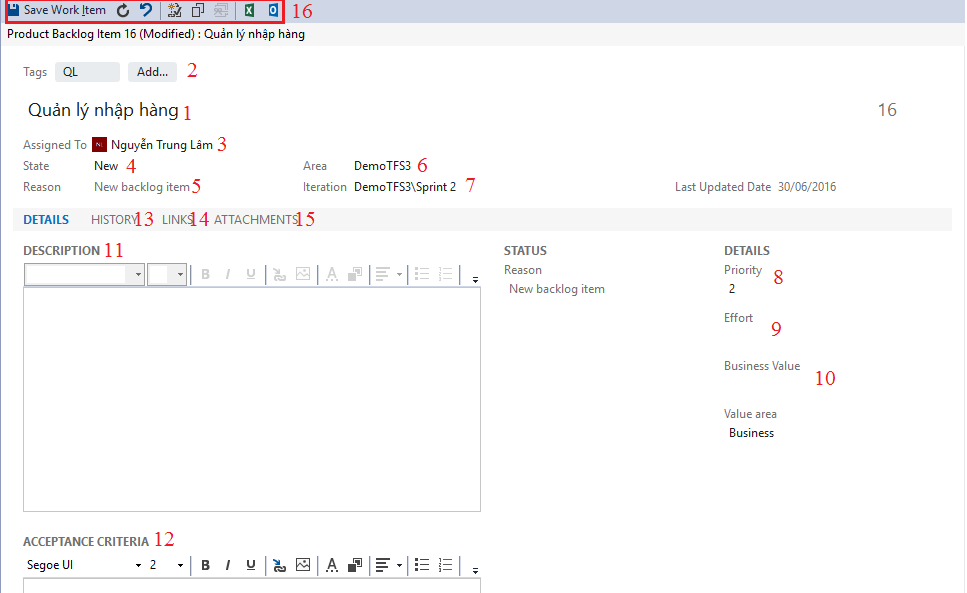 Save Work Item 16
Product Backlog Item 16 (Modified) : Quản lý nhập hàng
Tags QL Add... 2
Quản lý nhập hàng 1 16
Assigned To NL Nguyễn Trung Lâm 3
State New 4 Area DemoTFS3 6
Reason New backlog item 5 Iteration DemoTFS3\Sprint 2 7 Last Updated Date 30/06/2016
DETAILS HISTORY 13 LINKS 14 ATTACHMENTS 15
DESCRIPTION 11 STATUS DETAILS
Reason Priority 8
B I U A
New backlog item 2
Effort 9
Business Value 10
Value area
Business
ACCEPTANCE CRITERIA 12
Segoe UI 2 B I U A